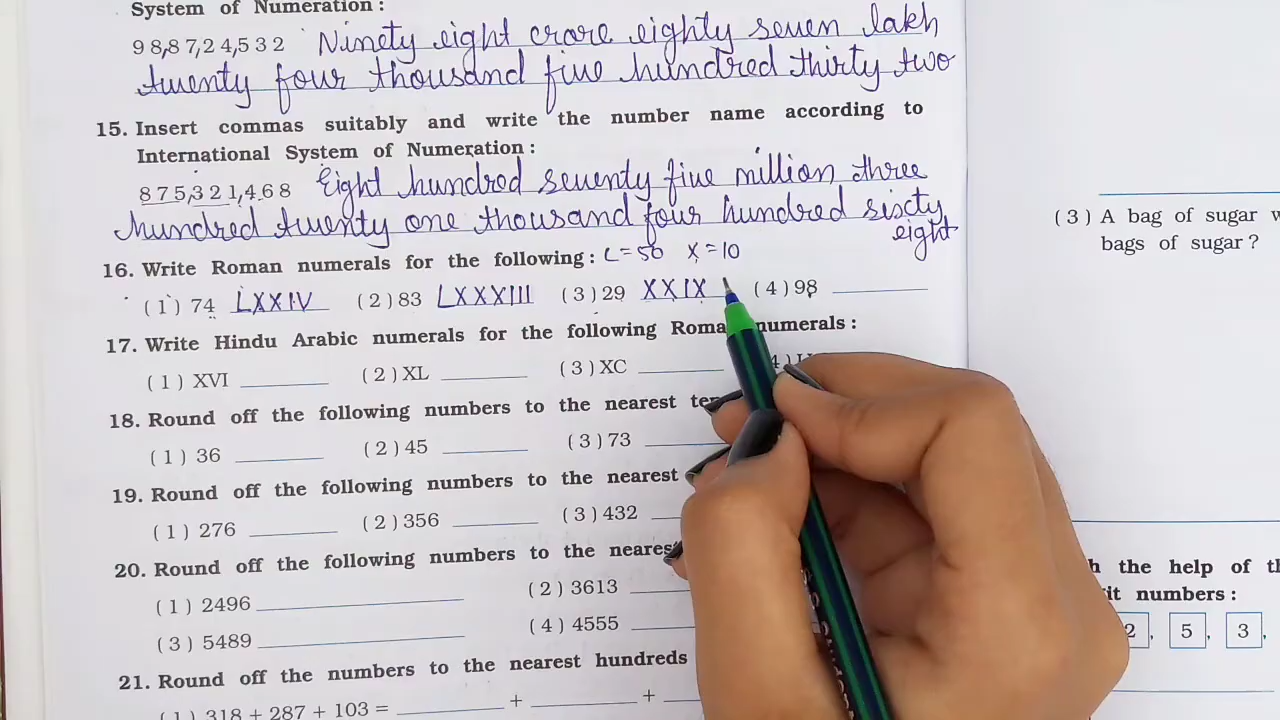 System of Numeration :
98,87,24,532 Ninety eight crore eighty seven lakh
twenty four thousand five hundred thirty two
15. Insert commas suitably and write the number name according to
International System of Numeration :
875,321,468 Eight hundred seventy five million three
hundred twenty one thousand four hundred sixty
eight
16. Write Roman numerals for the following : L=50 X=10
(1) 74 LXXIV (2) 83 LXXXIII (3) 29 XXIX (4) 98
17. Write Hindu Arabic numerals for the following Roman numerals :
(1) XVI (2) XL (3) XC
18. Round off the following numbers to the nearest
(1) 36 (2) 45 (3) 73
19. Round off the following numbers to the nearest
(1) 276 (2) 356 (3) 432
20. Round off the following numbers to the nearest
(1) 2496 (2) 3613
(3) 5489 (4) 4555
21. Round off the numbers to the nearest hundreds
(1) 318 + 287 + 103 = + +
(3) A bag of sugar
bags of sugar ?
the help of
numbers :
2, 5, 3,